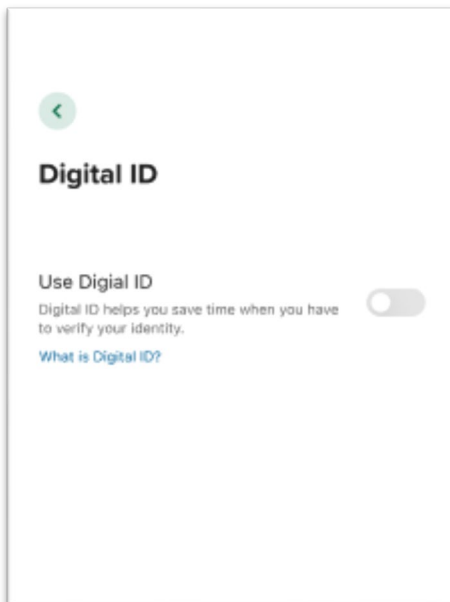 Digital ID
Use Digial ID
Digital ID helps you save time when you have
to verify your identity.
What is Digital ID?